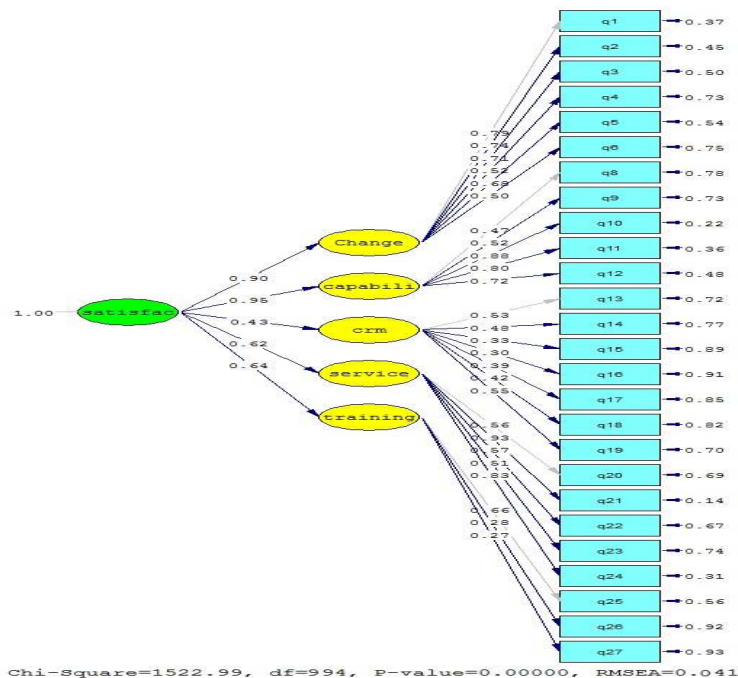 q1 0.37
q2 0.45
q3 0.50
q4 0.73
q5 0.54
q6 0.75
q8 0.78
q9 0.73
q10 0.22
q11 0.36
q12 0.48
q13 0.72
q14 0.77
q15 0.89
q16 0.91
q17 0.85
q18 0.82
q19 0.70
q20 0.69
q21 0.14
q22 0.67
q23 0.74
q24 0.31
q25 0.56
q26 0.92
q27 0.93
0.79
0.74
0.71
0.52
0.68
0.50
0.47
0.52
0.88
0.80
0.72
0.53
0.48
0.33
0.30
0.39
0.42
0.55
0.56
0.93
0.57
0.51
0.83
0.66
0.28
0.27
Change
capabili
crm
service
training
0.90
0.95
0.43
0.62
0.64
1.00 satisfac
Chi-Square=1522.99, df=994, P-value=0.00000, RMSEA=0.041